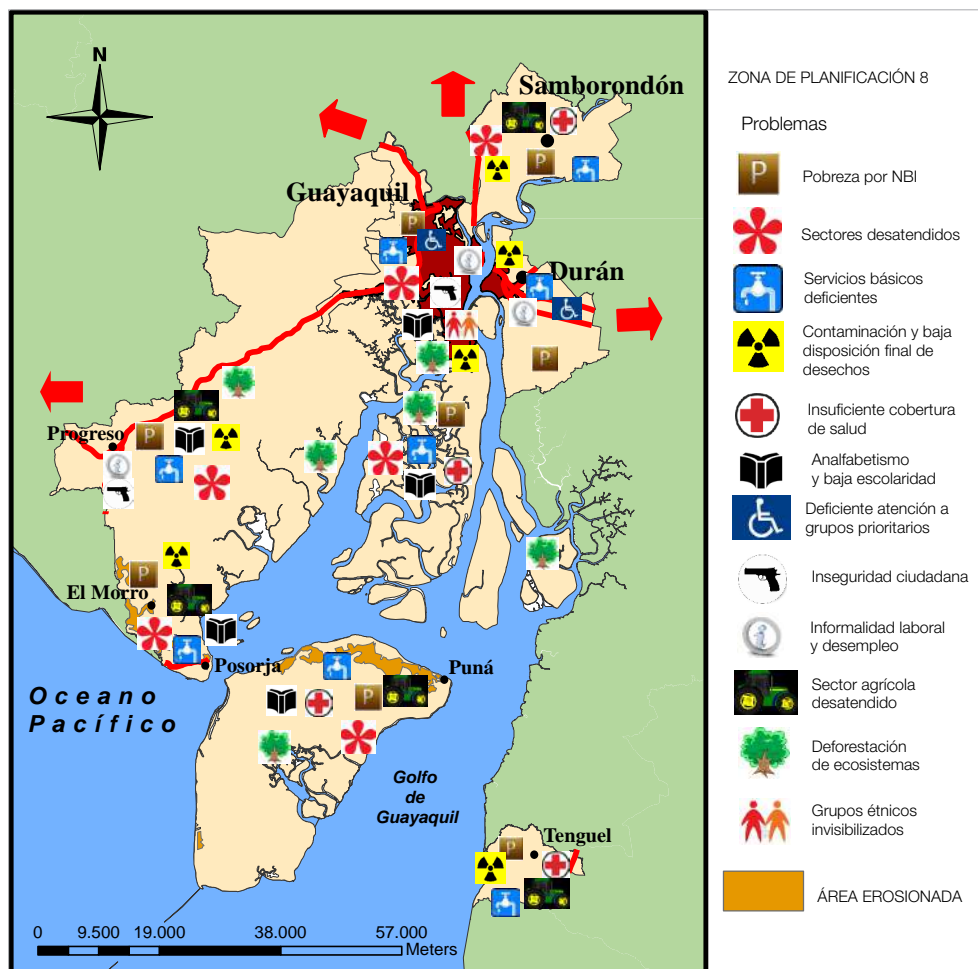 N
Samborondón
Guayaquil
Durán
Progreso
El Morro
Posorja
Puná
Oceano
Pacífico
Golfo
de
Guayaquil
Tenguel
0 9.500 19.000 38.000 57.000
Meters
ZONA DE PLANIFICACIÓN 8
Problemas
P Pobreza por NBI
Sectores desatendidos
Servicios básicos
deficientes
Contaminación y baja
disposición final de
desechos
Insuficiente cobertura
de salud
Analfabetismo
y baja escolaridad
Deficiente atención a
grupos prioritarios
Inseguridad ciudadana
Informalidad laboral
y desempleo
Sector agrícola
desatendido
Deforestación
de ecosistemas
Grupos étnicos
invisibilizados
ÁREA EROSIONADA